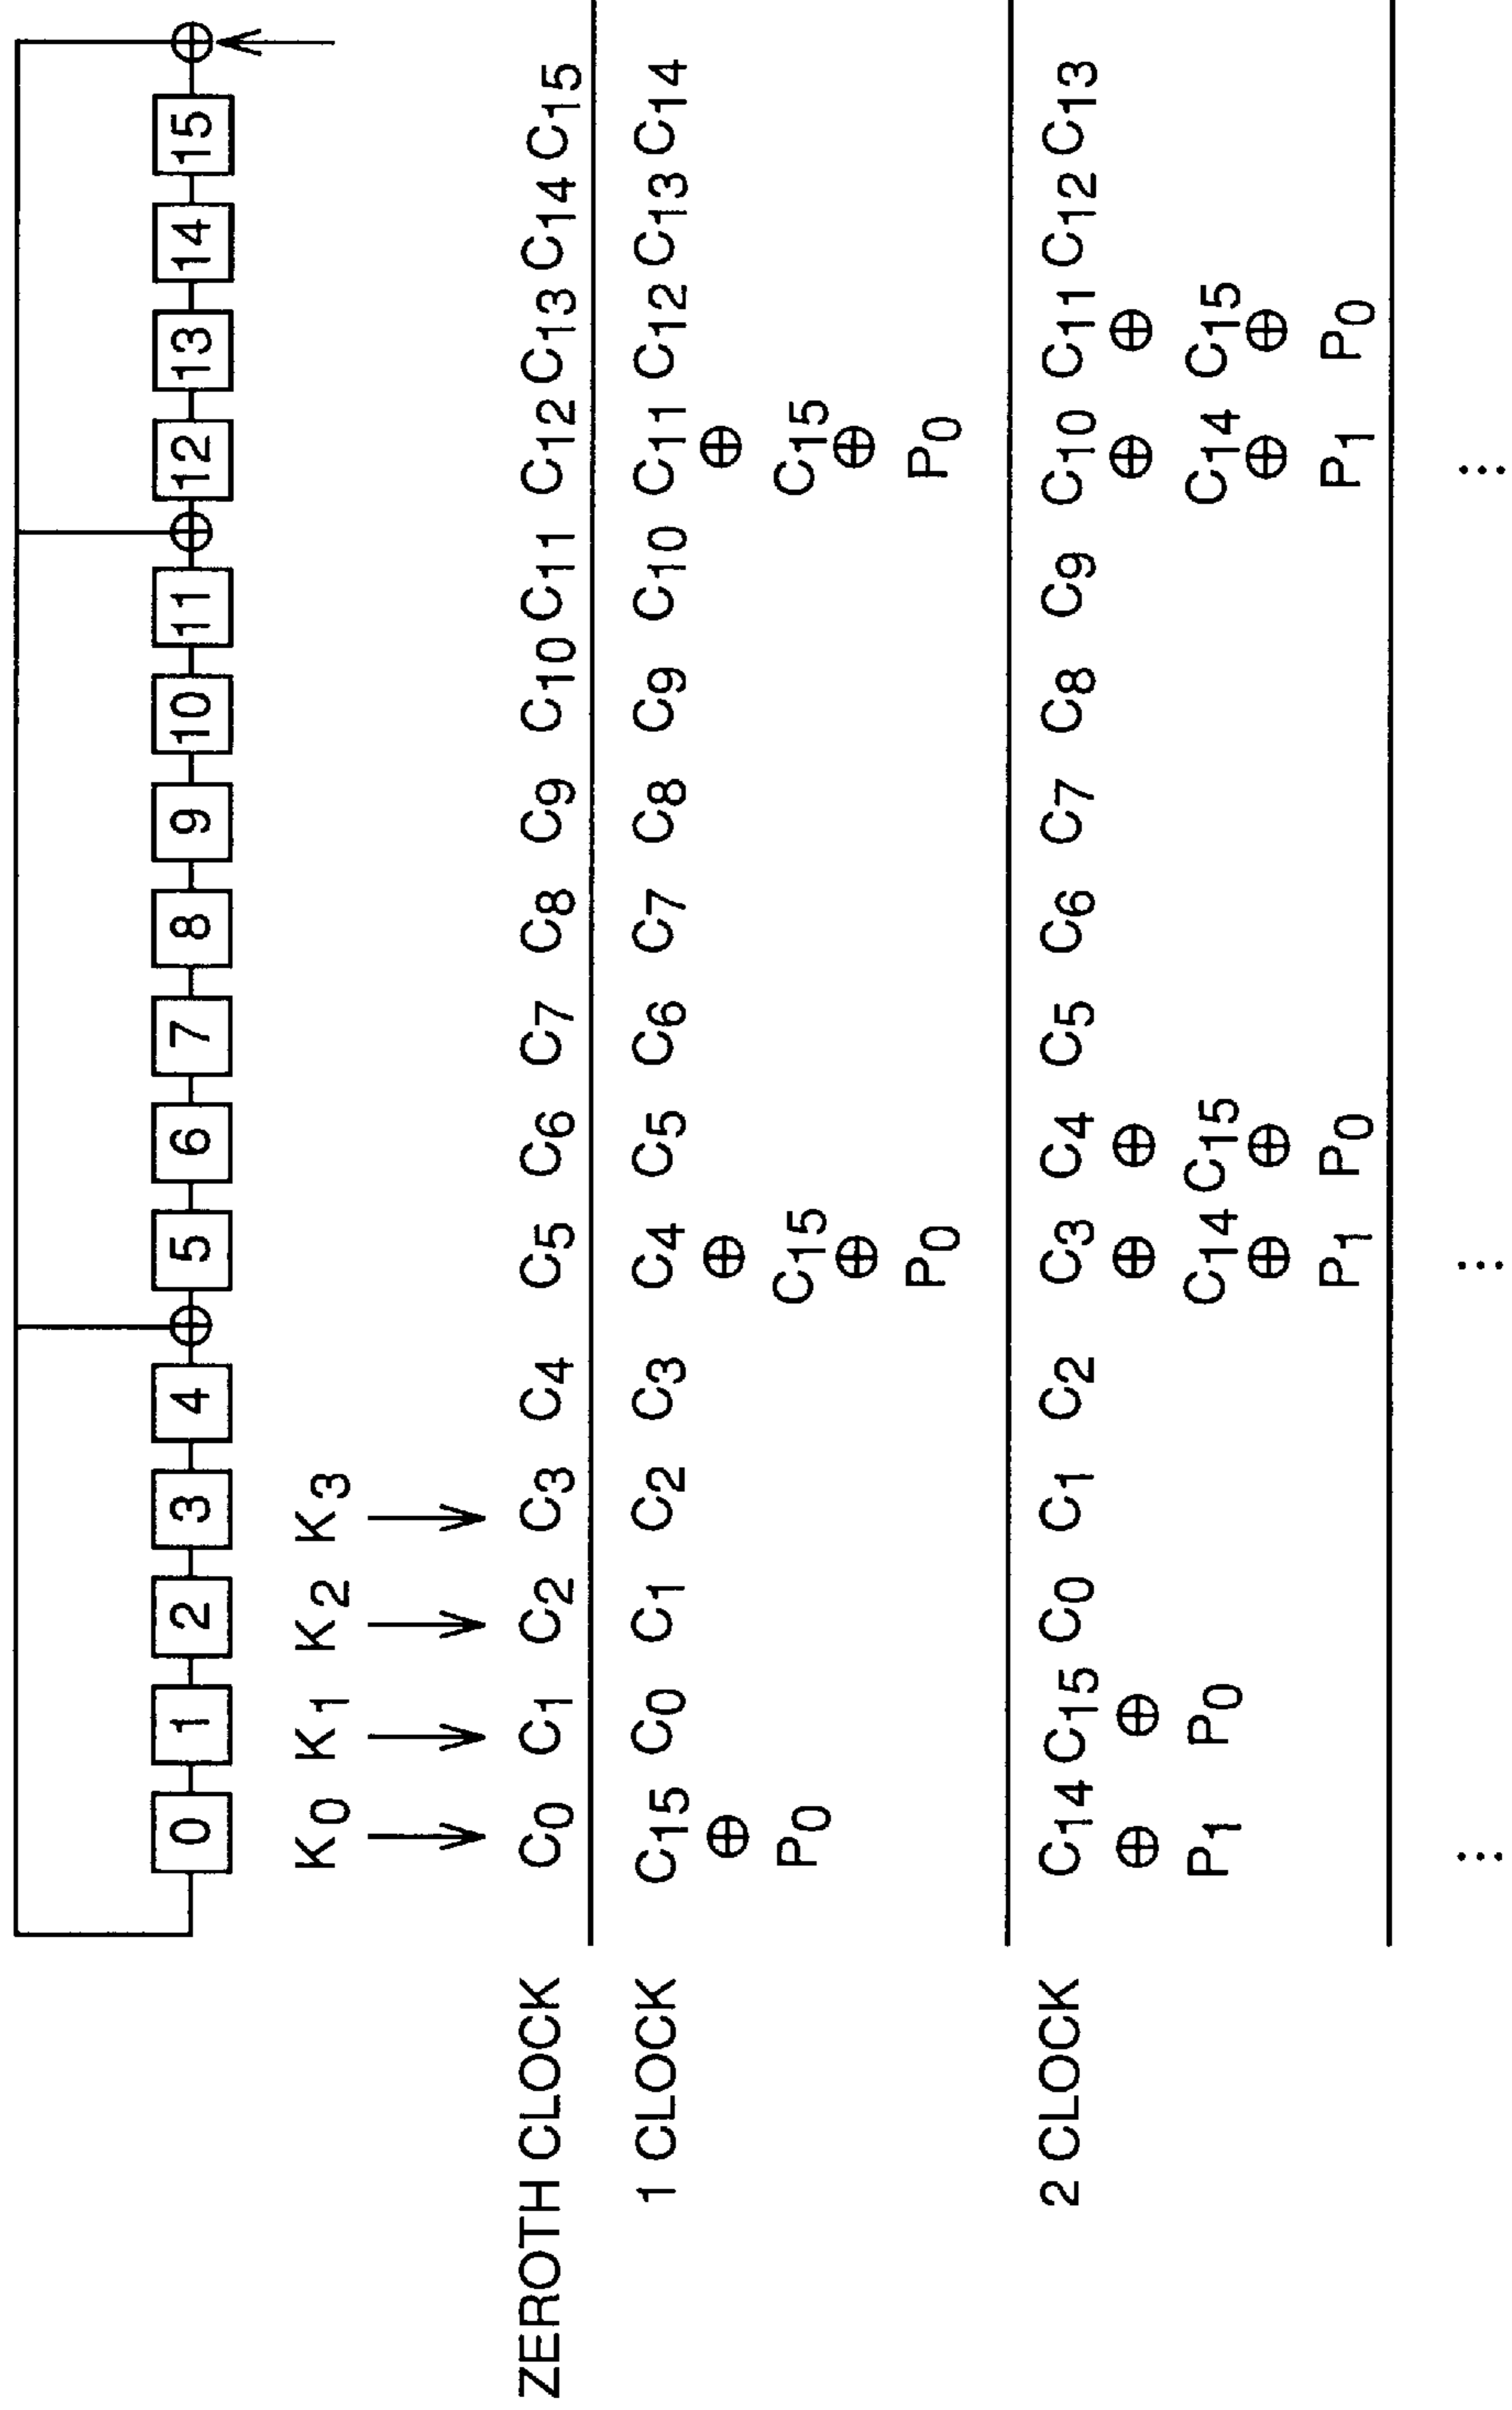 0 1 2 3 4 ⊕ 5 6 7 8 9 10 11 ⊕ 12 13 14 15 ⊕
K0 K1 K2 K3
ZEROTH CLOCK C0 C1 C2 C3 C4 C5 C6 C7 C8 C9 C10 C11 C12 C13 C14 C15
1 CLOCK C15 C0 C1 C2 C3 C4 C5 C6 C7 C8 C9 C10 C11 C12 C13 C14
⊕ ⊕ ⊕
P0 C15 C15
⊕ ⊕
P0 P0
2 CLOCK C14 C15 C0 C1 C2 C3 C4 C5 C6 C7 C8 C9 C10 C11 C12 C13
⊕ ⊕ ⊕ ⊕ ⊕ ⊕
P1 P0 C14 C15 C14 C15
⊕ ⊕ ⊕ ⊕
P1 P0 P1 P0
⋮ ⋮ ⋮